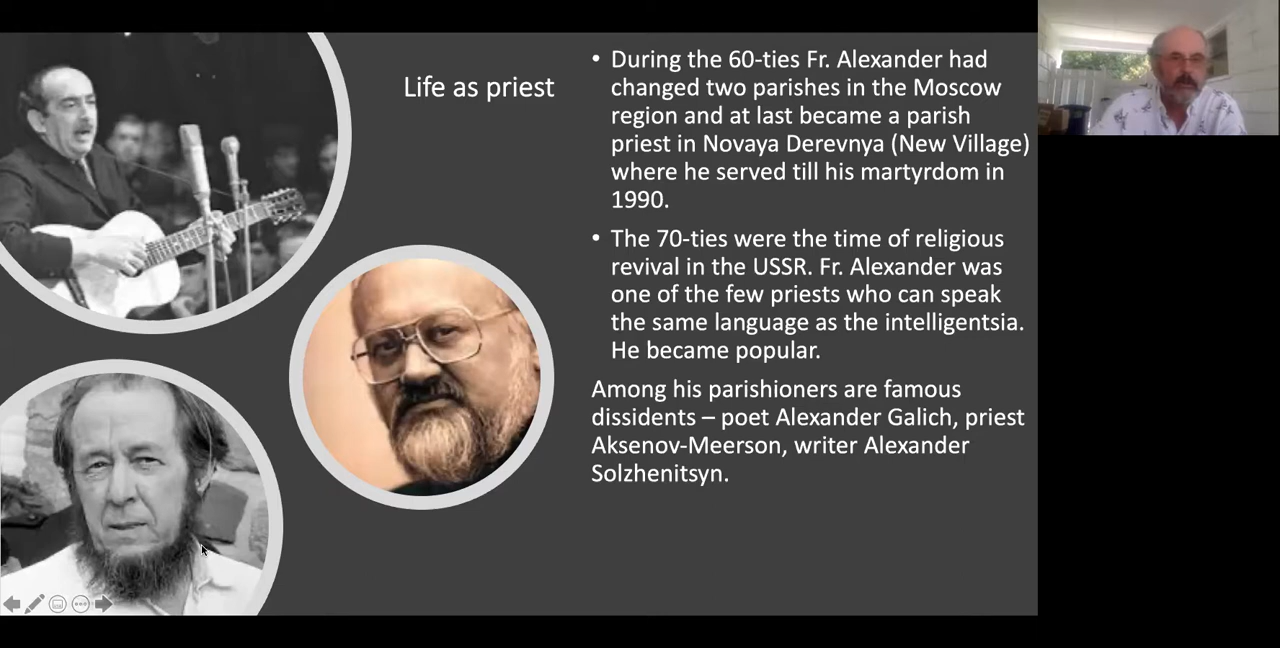 Life as priest
• During the 60-ties Fr. Alexander had
changed two parishes in the Moscow
region and at last became a parish
priest in Novaya Derevnya (New Village)
where he served till his martyrdom in
1990.
• The 70-ties were the time of religious
revival in the USSR. Fr. Alexander was
one of the few priests who can speak
the same language as the intelligentsia.
He became popular.
Among his parishioners are famous
dissidents – poet Alexander Galich, priest
Aksenov-Meerson, writer Alexander
Solzhenitsyn.